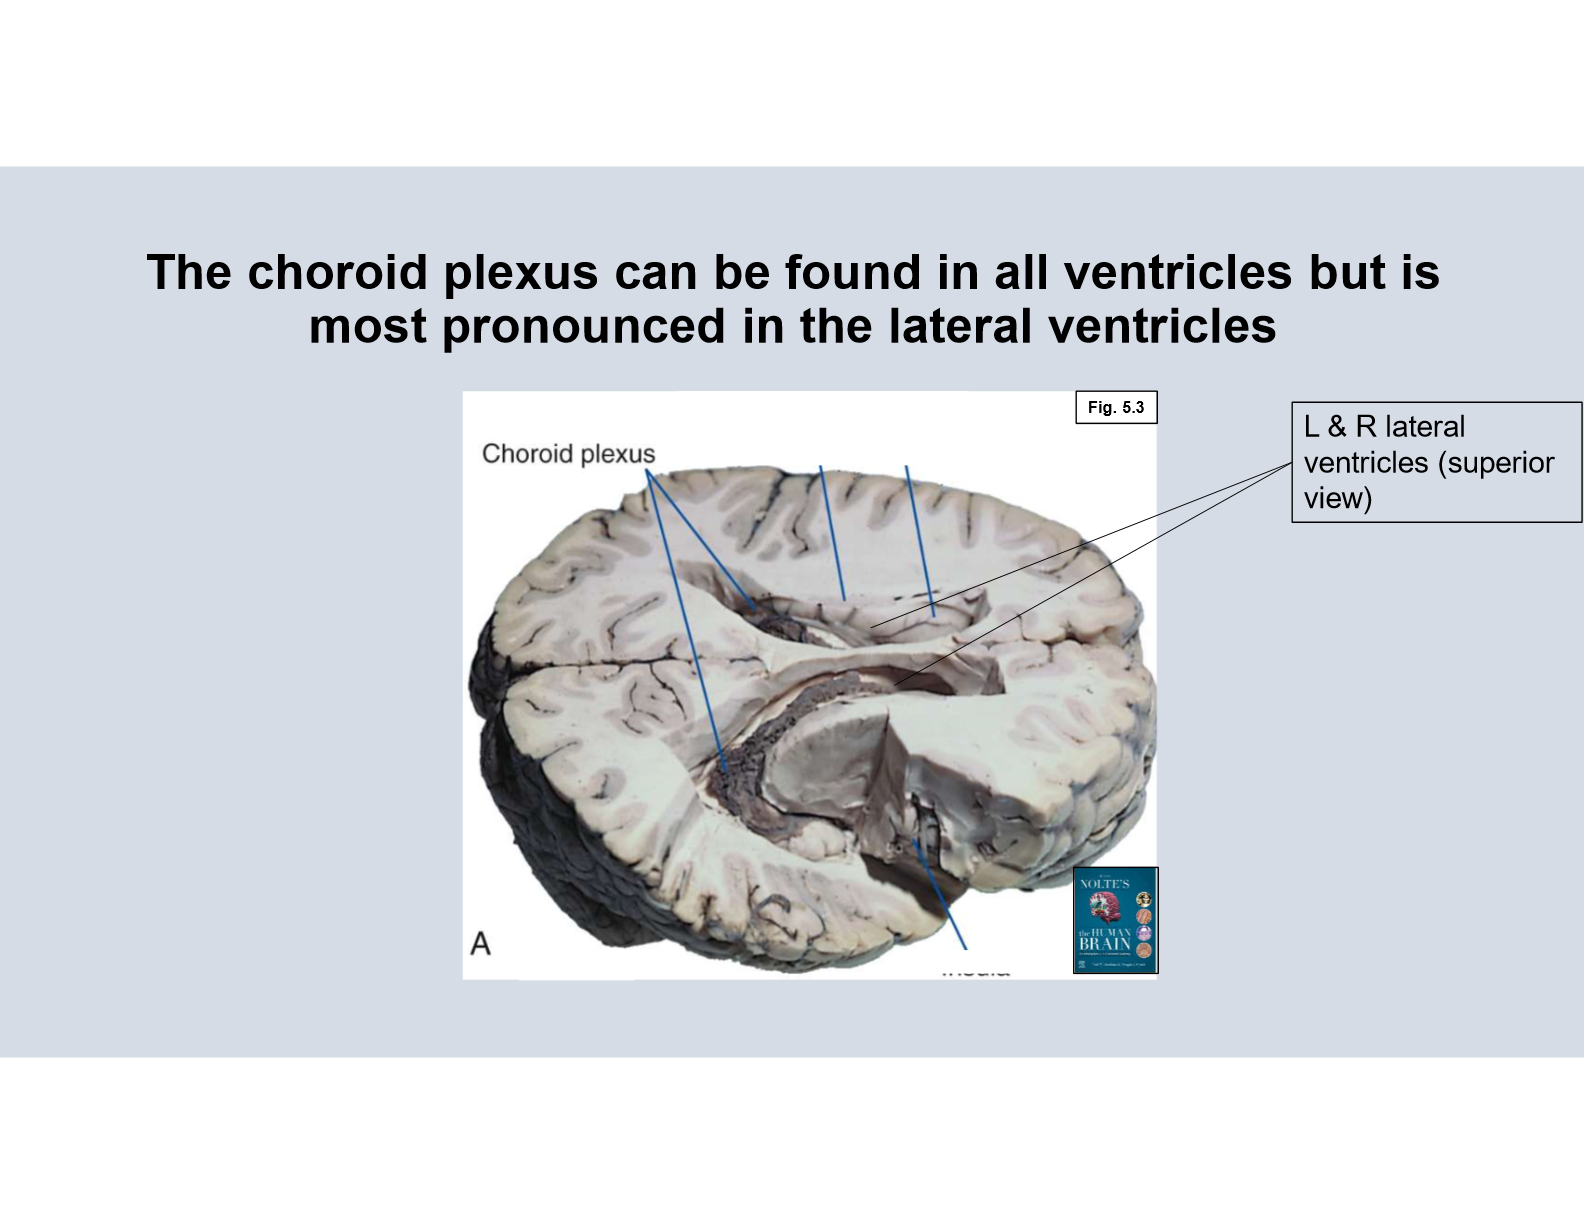 The choroid plexus can be found in all ventricles but is
most pronounced in the lateral ventricles
Fig. 5.3
Choroid plexus
L & R lateral
ventricles (superior
view)
A
NOLTE'S
the HUMAN
BRAIN